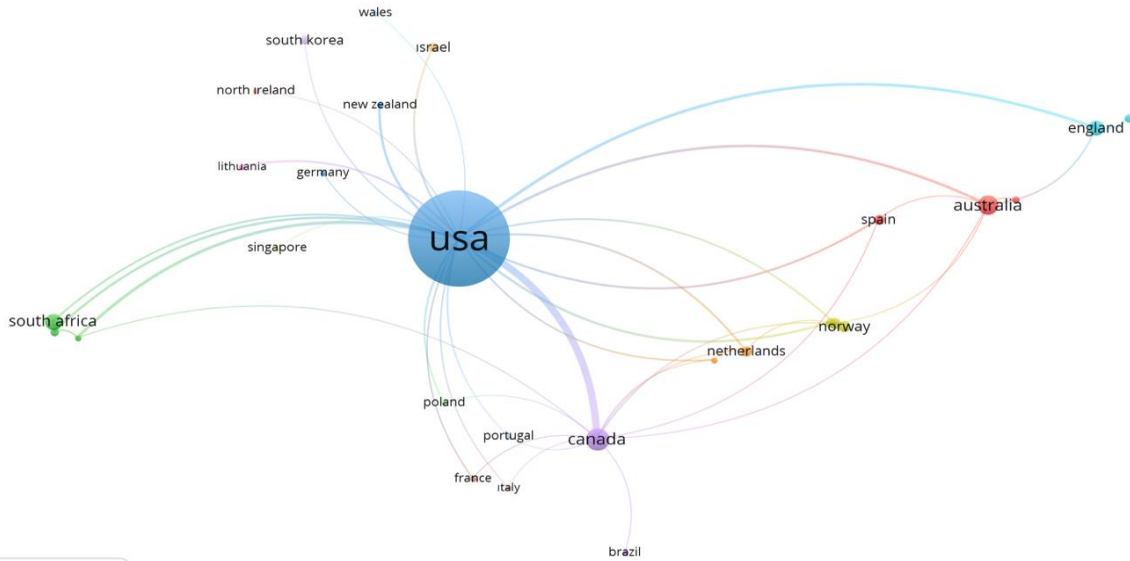 wales
south korea
israel
north ireland
new zealand
england
lithuania
germany
usa
spain
australia
singapore
south africa
norway
netherlands
poland
portugal
canada
france
italy
brazil